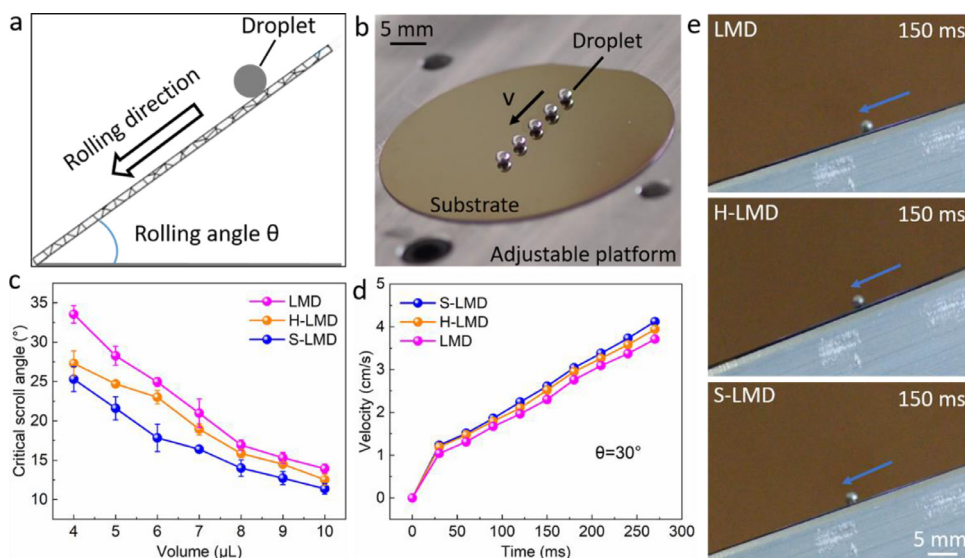 a
Droplet
Rolling direction
Rolling angle θ
b
5 mm
Droplet
v
Substrate
Adjustable platform
c
LMD
H-LMD
S-LMD
Critical scroll angle (°)
35
30
25
20
15
10
4 5 6 7 8 9 10
Volume (μL)
d
S-LMD
H-LMD
LMD
Velocity (cm/s)
5
4
3
2
1
0
θ=30°
0 50 100 150 200 250 300
Time (ms)
e
LMD 150 ms
H-LMD 150 ms
S-LMD 150 ms
5 mm